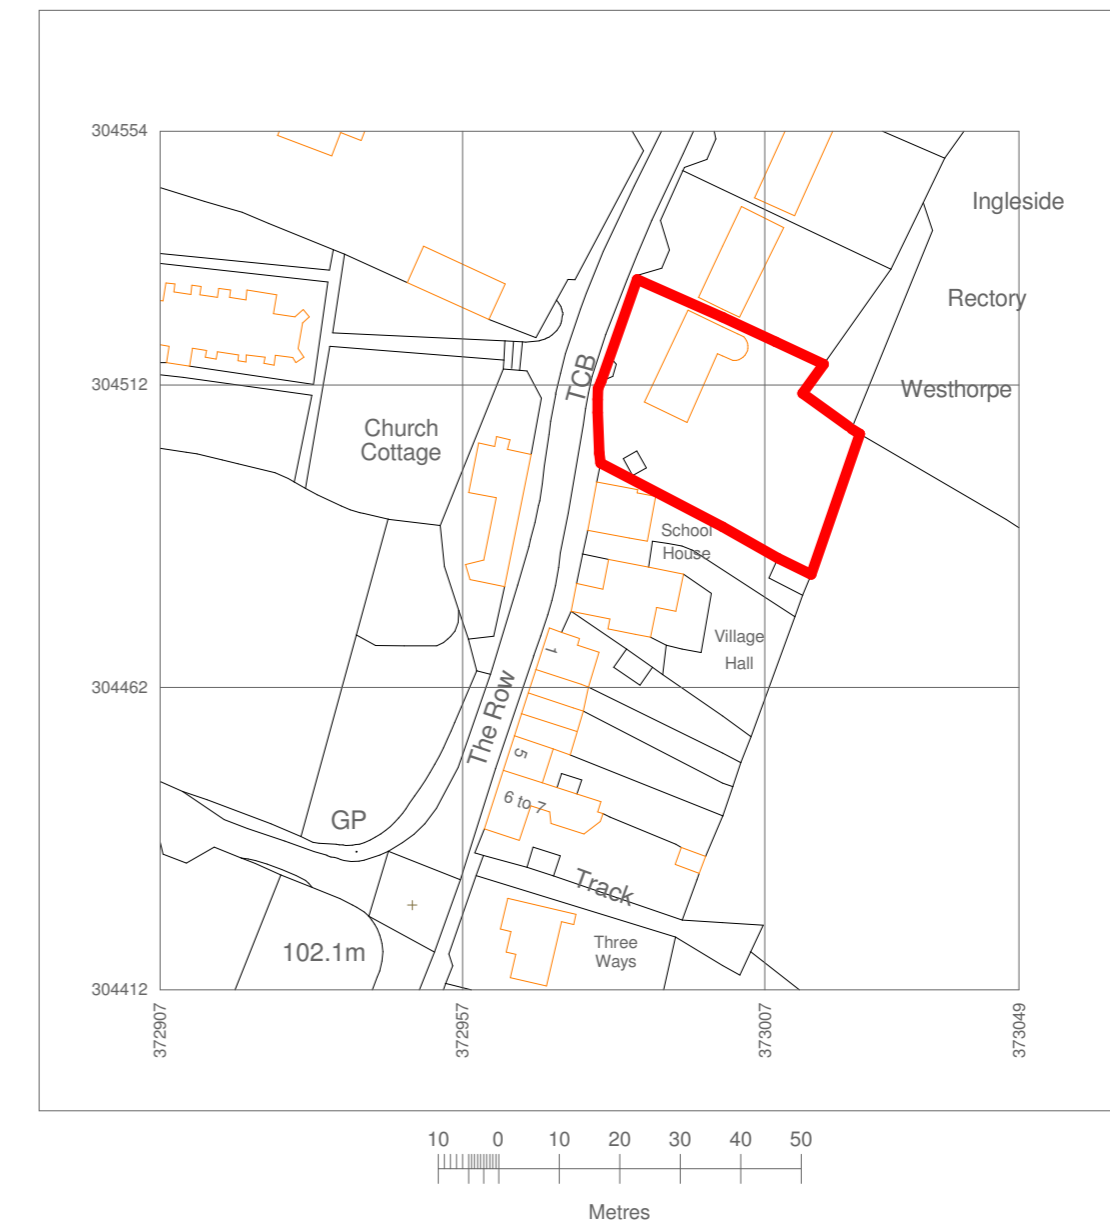 304554
Ingleside
Rectory
TCB
304512
Westhorpe
Church
Cottage
School
House
Village
Hall
1
304462
The Row
5
6 to 7
GP
Track
102.1m
Three
Ways
304412
372907
372957
373007
373049
10 0 10 20 30 40 50
Metres